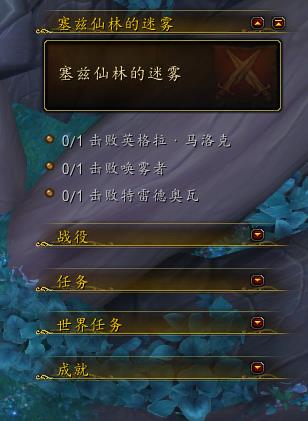 塞兹仙林的迷雾
塞兹仙林的迷雾
0/1 击败英格拉·马洛克
0/1 击败唤雾者
0/1 击败特雷德奥瓦
战役
任务
世界任务
成就